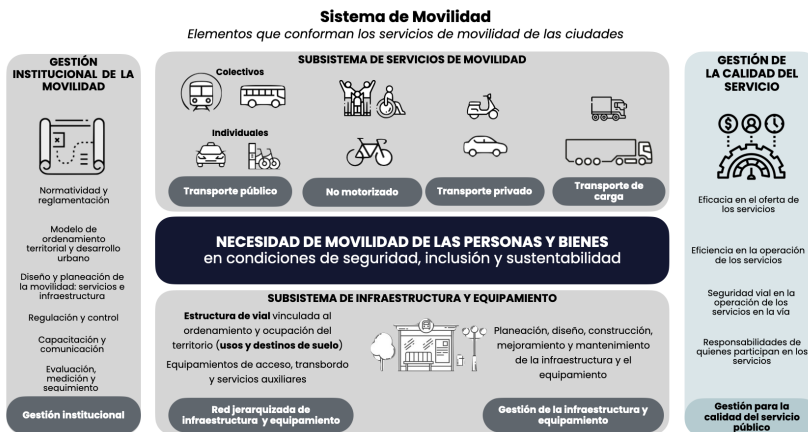 Sistema de Movilidad
Elementos que conforman los servicios de movilidad de las ciudades
GESTIÓN
INSTITUCIONAL DE LA
MOVILIDAD
Normatividad y
reglamentación
Modelo de
ordenamiento
territorial y desarrollo
urbano
Diseño y planeación de
la movilidad: servicios e
infraestructura
Regulación y control
Capacitación y
comunicación
Evaluación,
medición y
seguimiento
Gestión institucional
SUBSISTEMA DE SERVICIOS DE MOVILIDAD
Colectivos
Individuales
Transporte público
No motorizado
Transporte privado
Transporte de
carga
NECESIDAD DE MOVILIDAD DE LAS PERSONAS Y BIENES
en condiciones de seguridad, inclusión y sustentabilidad
SUBSISTEMA DE INFRAESTRUCTURA Y EQUIPAMIENTO
Estructura de vial vinculada al
ordenamiento y ocupación del
territorio (usos y destinos de suelo)
Equipamientos de acceso, transbordo
y servicios auxiliares
Red jerarquizada de
infraestructura y equipamiento
Planeación, diseño, construcción,
mejoramiento y mantenimiento
de la infraestructura y el
equipamiento
Gestión de la infraestructura y
equipamiento
GESTIÓN DE
LA CALIDAD DEL
SERVICIO
$
Eficacia en el oferta de
los servicios
Eficiencia en la operación
de los servicios
Seguridad vial en la
operación de los
servicios en la vía
Responsabilidades de
quienes participan en los
servicios
Gestión para la
calidad del servicio
público